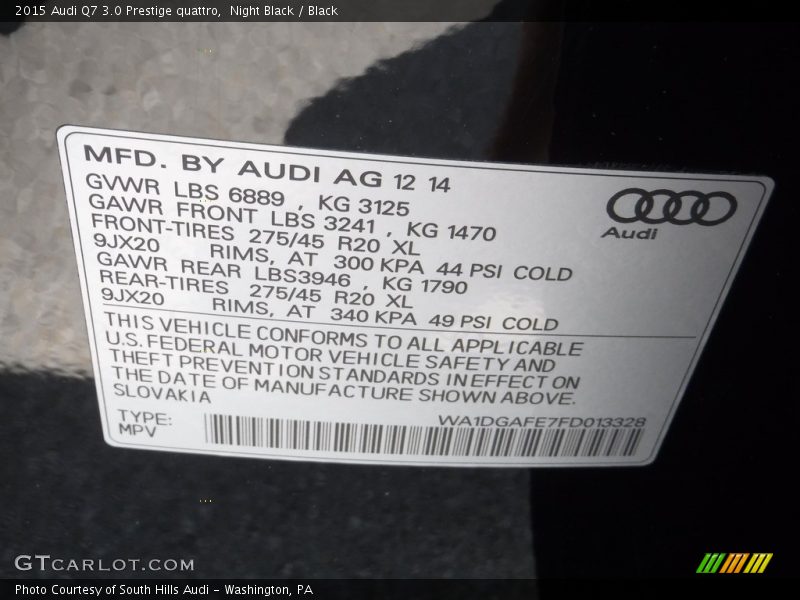 2015 Audi Q7 3.0 Prestige quattro,  Night Black / Black
MFD. BY AUDI AG 12 14
GVWR LBS 6889 , KG 3125
GAWR FRONT LBS 3241 , KG 1470
FRONT-TIRES 275/45 R20 XL
9JX20 RIMS, AT 300 KPA 44 PSI COLD
GAWR REAR LBS3946 , KG 1790
REAR-TIRES 275/45 R20 XL
9JX20 RIMS, AT 340 KPA 49 PSI COLD
Audi
THIS VEHICLE CONFORMS TO ALL APPLICABLE
U.S. FEDERAL MOTOR VEHICLE SAFETY AND
THEFT PREVENTION STANDARDS IN EFFECT ON
THE DATE OF MANUFACTURE SHOWN ABOVE.
SLOVAKIA
WA1DGAFE7FD013328
TYPE:
MPV
GTCARLOT.COM
Photo Courtesy of South Hills Audi - Washington, PA